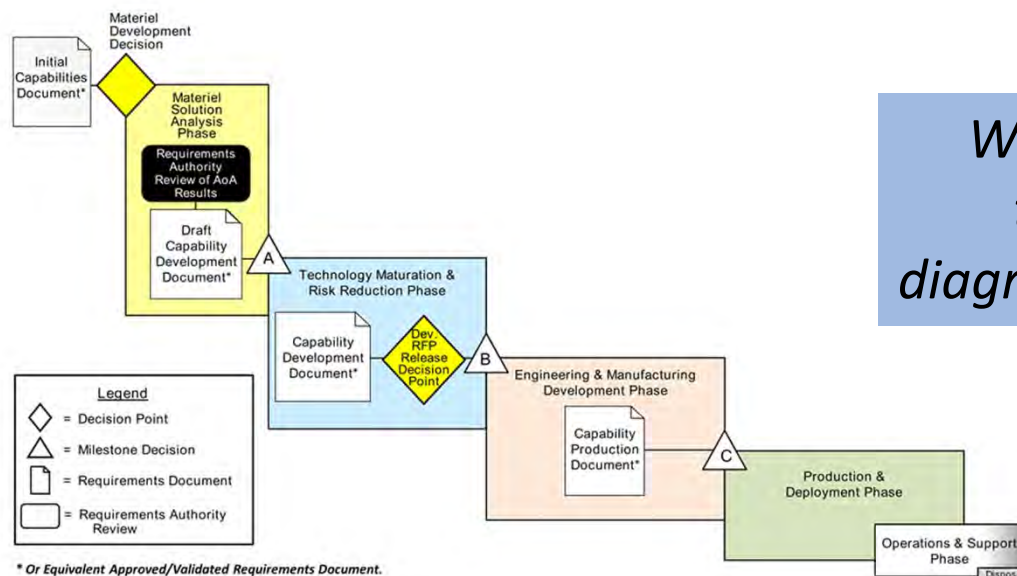 Materiel
Development
Decision
Initial
Capabilities
Document*
Materiel
Solution
Analysis
Phase
Requirements
Authority
Review of AoA
Results
Draft
Capability
Development
Document*
A
Technology Maturation &
Risk Reduction Phase
Capability
Development
Document*
Dev.
RFP
Release
Decision
Point
B
Engineering & Manufacturing
Development Phase
Capability
Production
Document*
C
Production &
Deployment Phase
Operations & Support
Phase
Legend
= Decision Point
= Milestone Decision
= Requirements Document
= Requirements Authority
Review
* Or Equivalent Approved/Validated Requirements Document.